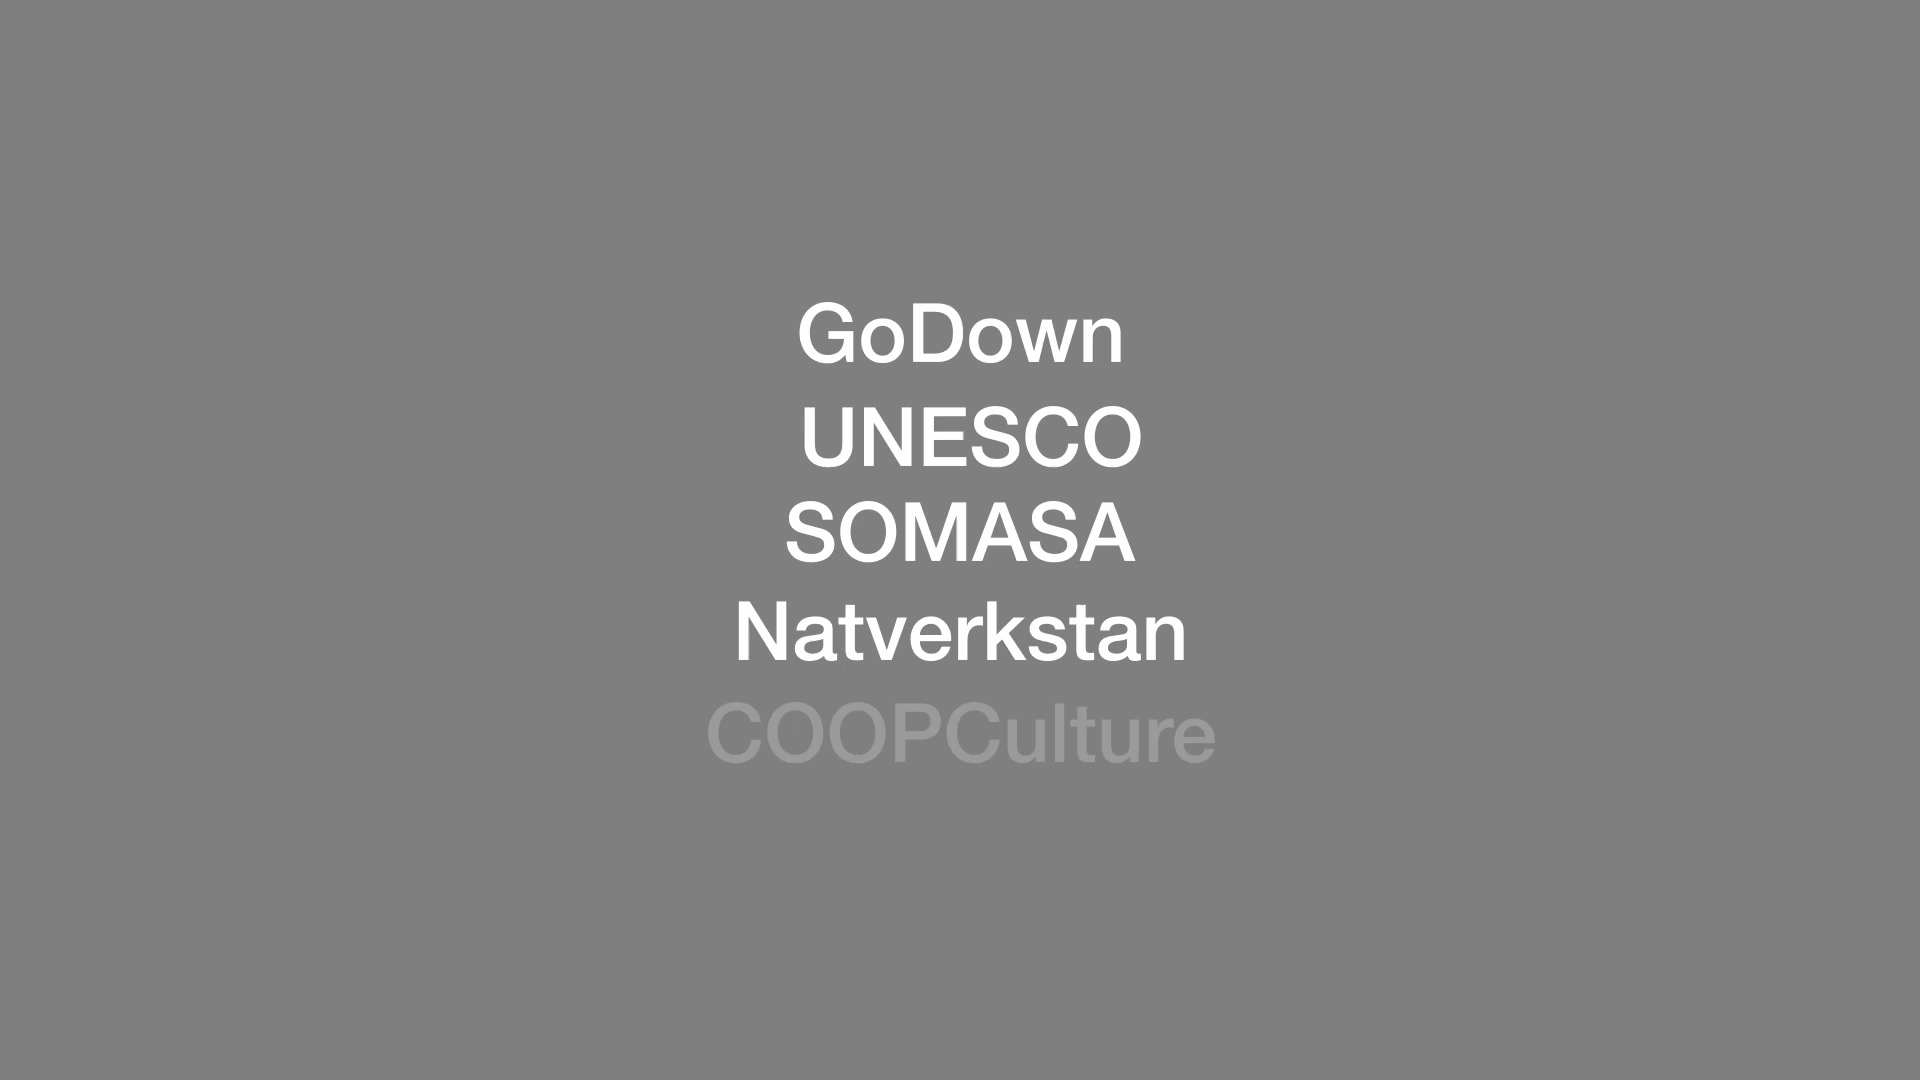 GoDown
UNESCO
SOMASA
Natverkstan
COOPCulture